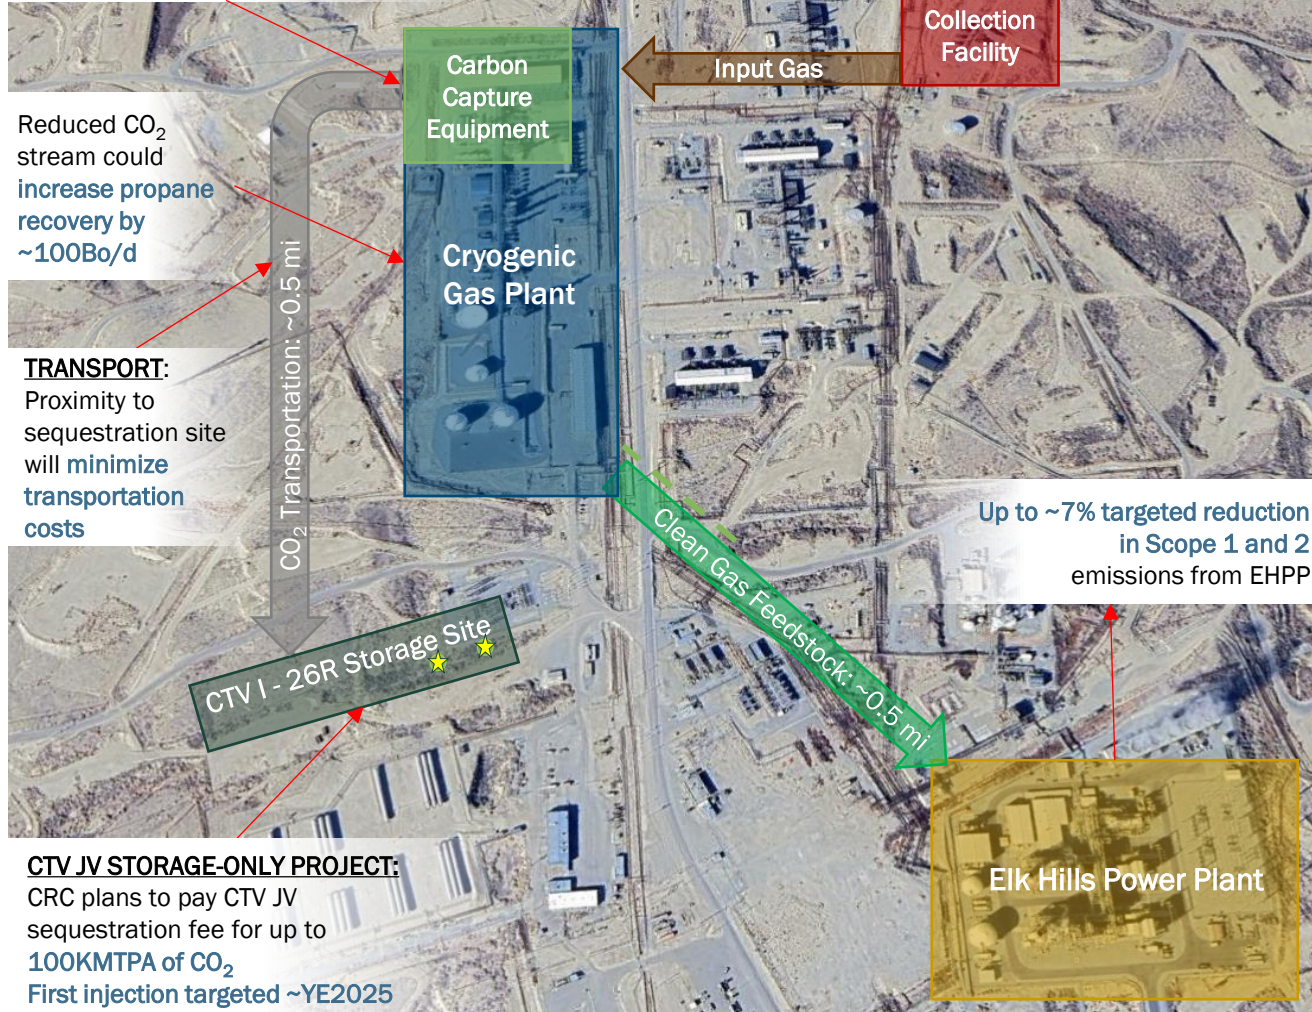 Collection
Facility
Input Gas
Carbon
Capture
Equipment
Reduced CO₂
stream could
increase propane
recovery by
~100Bo/d
Cryogenic
Gas Plant
CO₂ Transportation: ~0.5 mi
TRANSPORT:
Proximity to
sequestration site
will minimize
transportation
costs
Clean Gas Feedstock: ~0.5 mi
Up to ~7% targeted reduction
in Scope 1 and 2
emissions from EHPP
CTV I - 26R Storage Site
CTV JV STORAGE-ONLY PROJECT:
CRC plans to pay CTV JV
sequestration fee for up to
100KMTPA of CO₂
First injection targeted ~YE2025
Elk Hills Power Plant